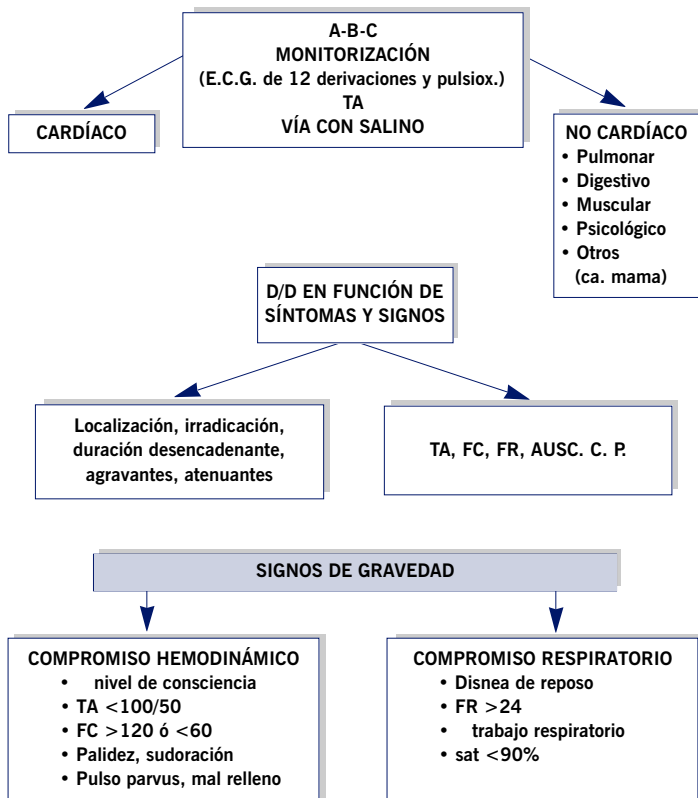 A-B-C
MONITORIZACIÓN
(E.C.G. de 12 derivaciones y pulsiox.)
TA
VÍA CON SALINO
CARDÍACO
NO CARDÍACO
• Pulmonar
• Digestivo
• Muscular
• Psicológico
• Otros
(ca. mama)
D/D EN FUNCIÓN DE
SÍNTOMAS Y SIGNOS
Localización, irradicación,
duración desencadenante,
agravantes, atenuantes
TA, FC, FR, AUSC. C. P.
SIGNOS DE GRAVEDAD
COMPROMISO HEMODINÁMICO
• nivel de consciencia
• TA <100/50
• FC >120 ó <60
• Palidez, sudoración
• Pulso parvus, mal relleno
COMPROMISO RESPIRATORIO
• Disnea de reposo
• FR >24
• trabajo respiratorio
• sat <90%